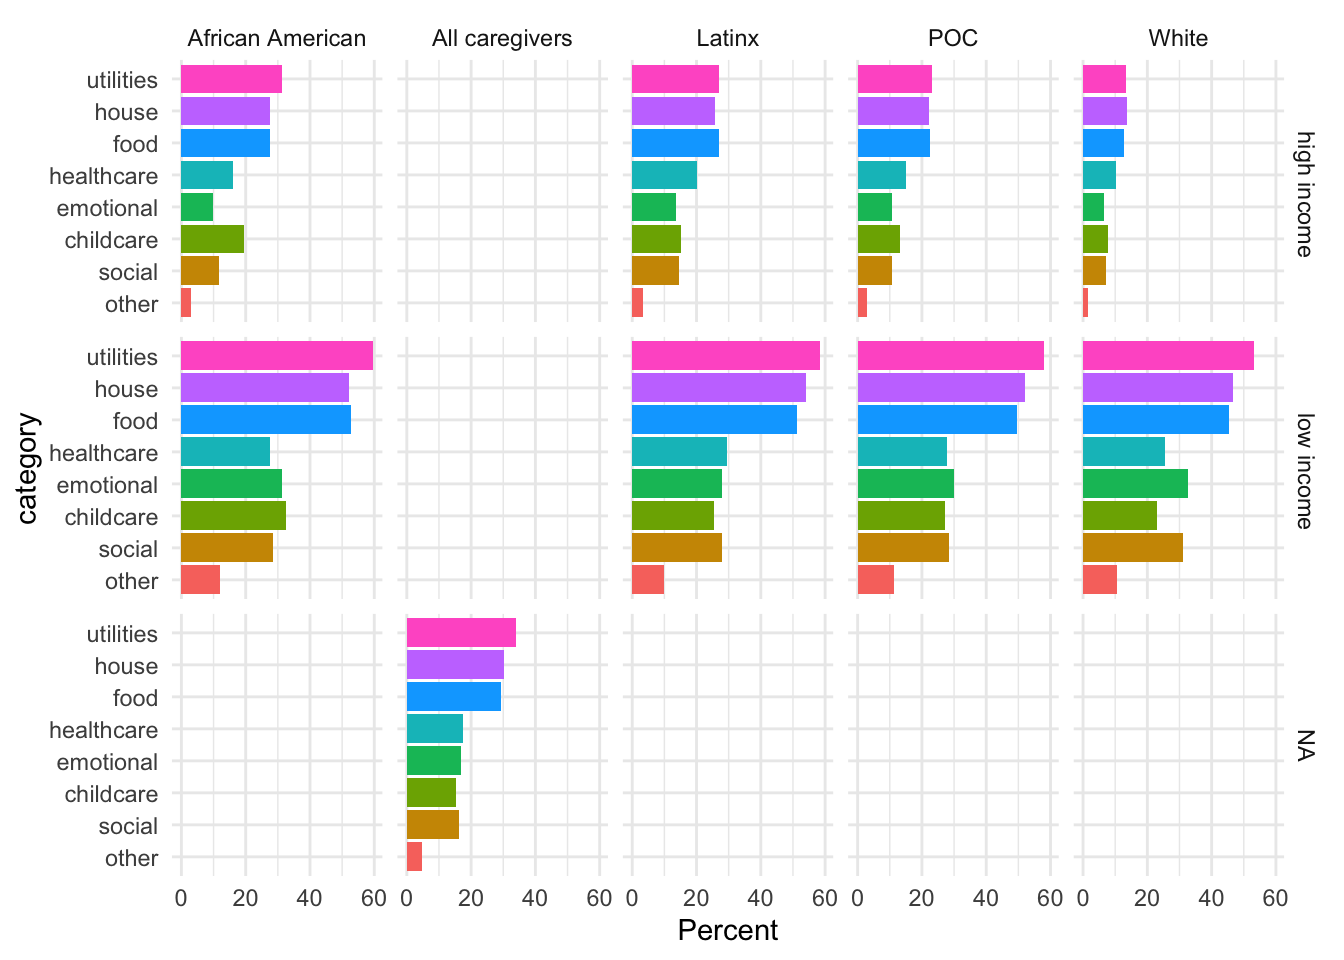 African American All caregivers Latinx POC White
utilities
house
food
healthcare
emotional
childcare
social
other
high income
utilities
house
food
healthcare
emotional
childcare
social
other
low income
utilities
house
food
healthcare
emotional
childcare
social
other
NA
category
0 20 40 60 0 20 40 60 0 20 40 60 0 20 40 60 0 20 40 60
Percent